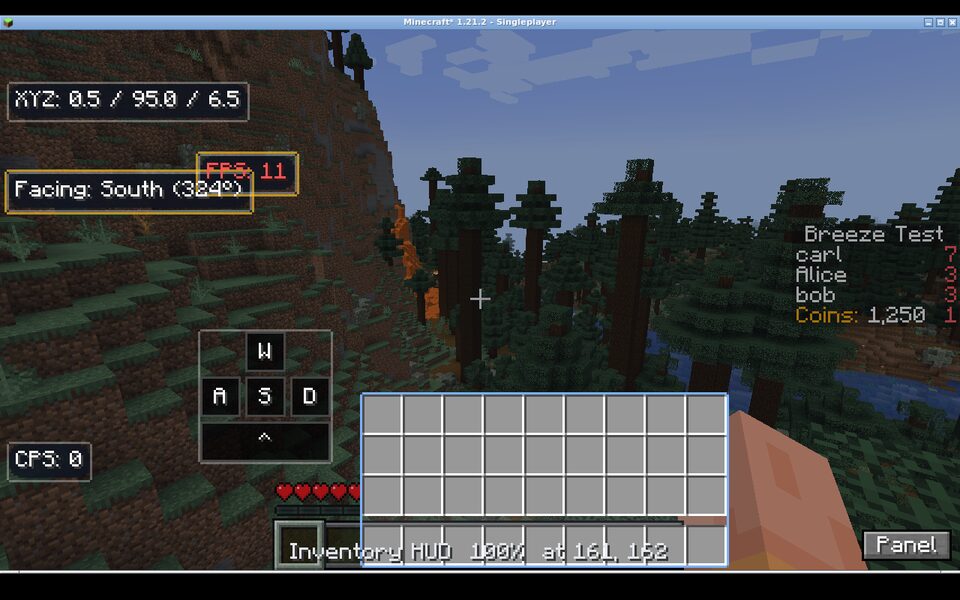 Minecraft* 1.21.2 - Singleplayer
XYZ: 0.5 / 95.0 / 6.5
FPS: 11
Facing: South (324°)
Breeze Test
carl 7
Alice 3
bob 3
Coins: 1,250 1
W
A S D
^
CPS: 0
Inventory HUD 100% at 161, 162
Panel